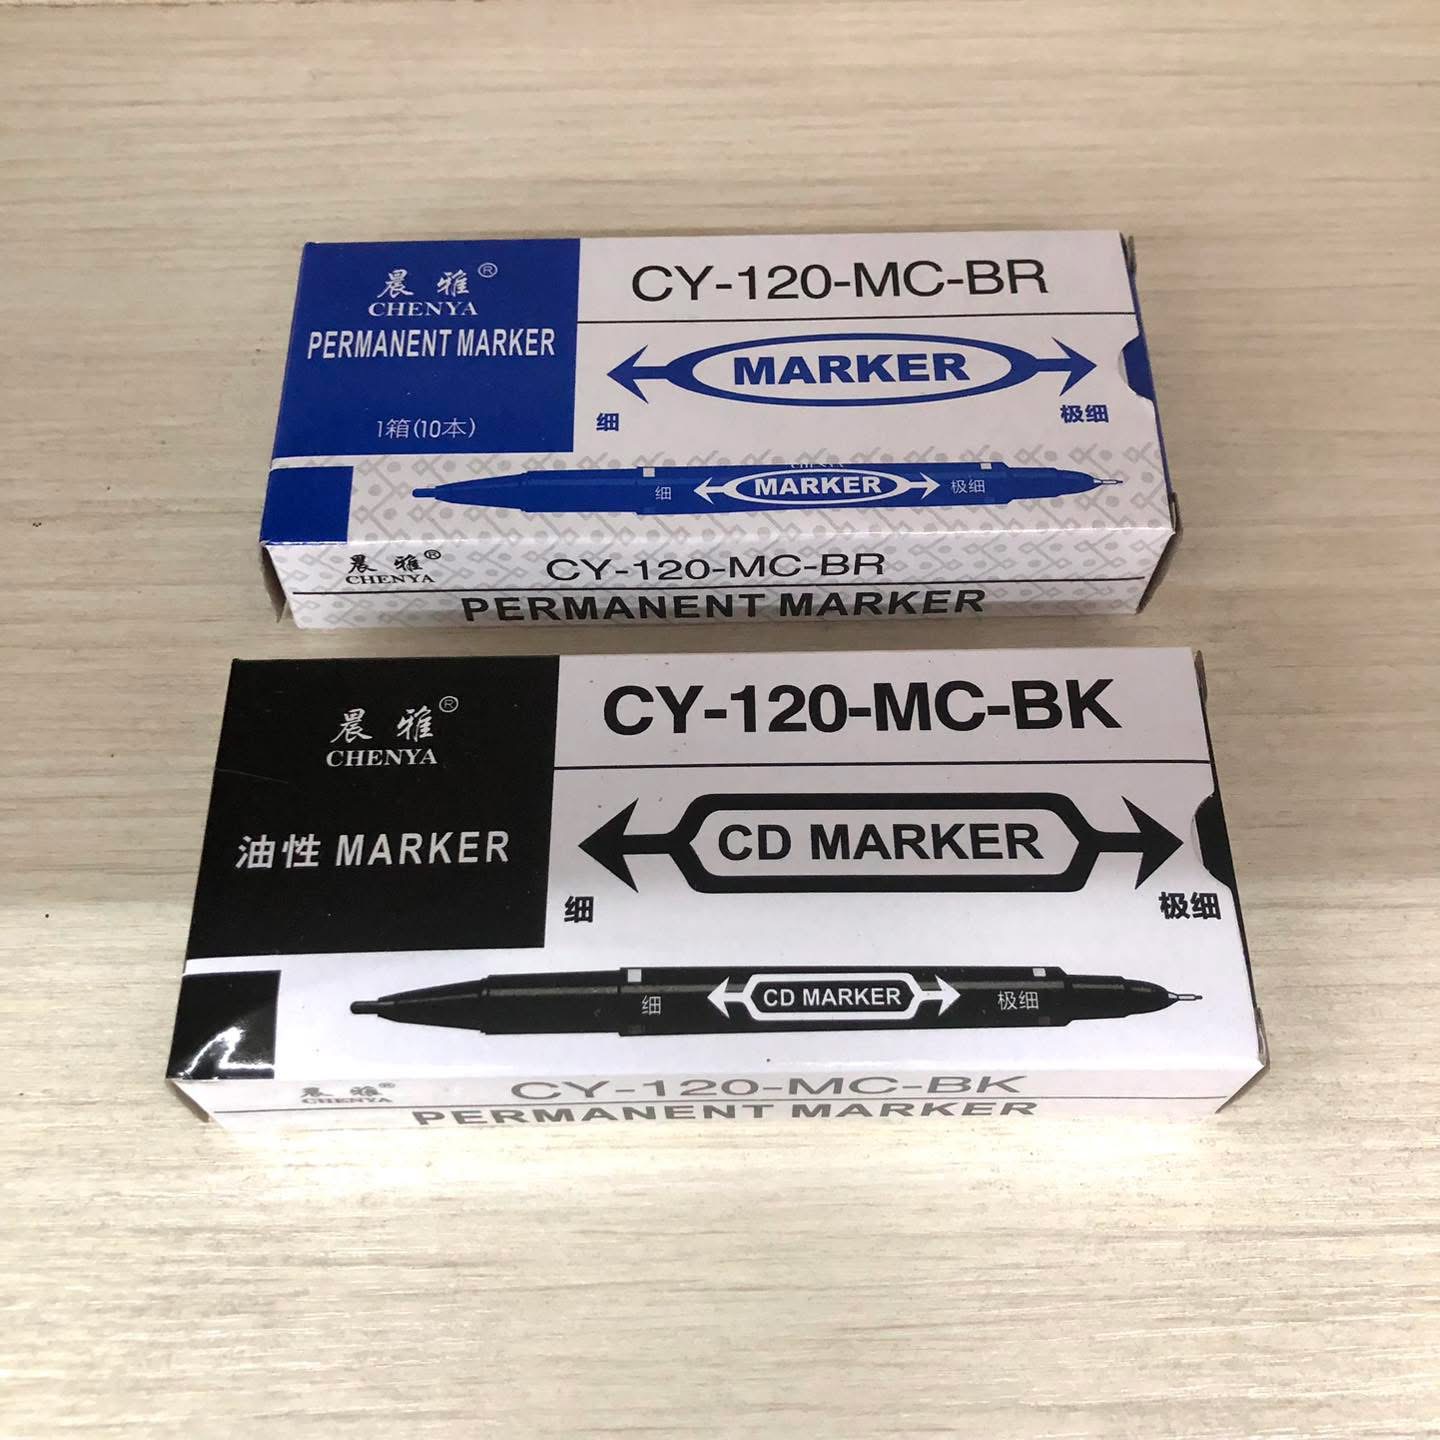 晨雅®
CHENYA
PERMANENT MARKER
1箱(10本)
CY-120-MC-BR
MARKER
细 极细
CHENYA
细 MARKER 极细
晨雅®
CHENYA
CY-120-MC-BR
PERMANENT MARKER
晨雅®
CHENYA
油性 MARKER
CY-120-MC-BK
CD MARKER
细 极细
细 CD MARKER 极细
晨雅®
CHENYA
CY-120-MC-BK
PERMANENT MARKER